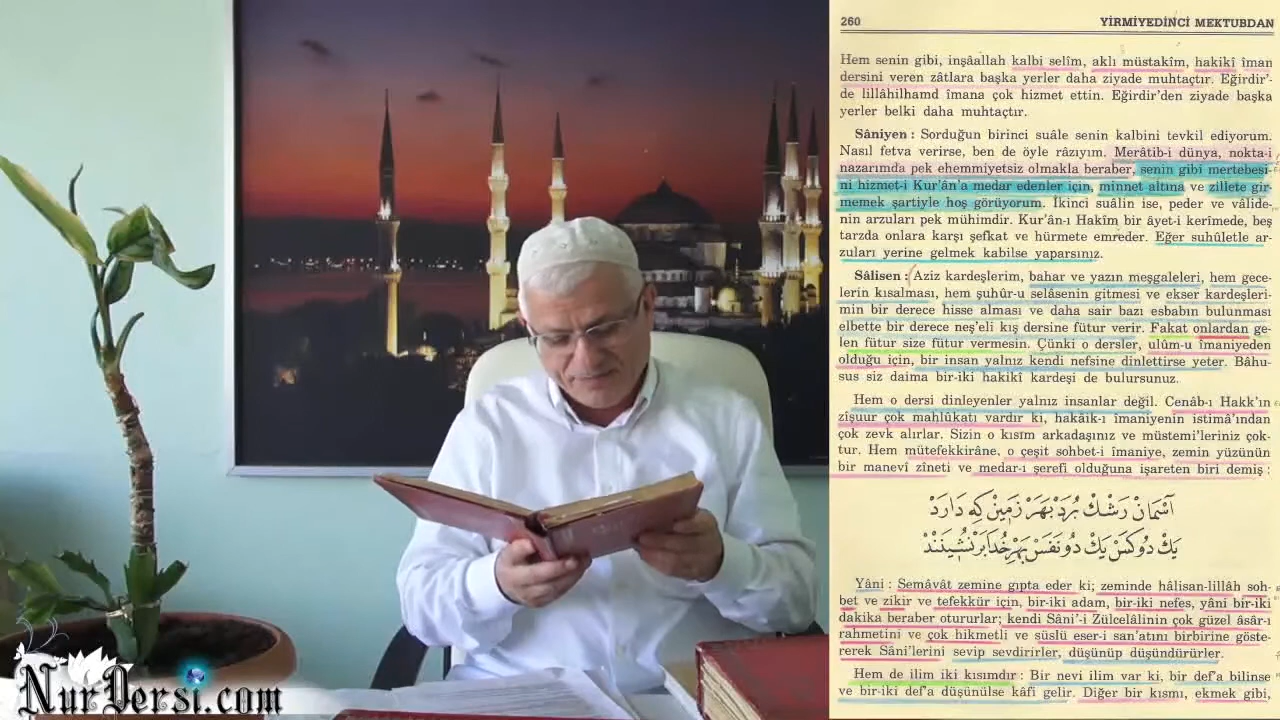 260 YİRMİYEDİNCİ MEKTUBDAN
Hem senin gibi, inşâallah kalbi selîm, aklı müstakîm, hakikî îman
dersini veren zâtlara başka yerler daha ziyade muhtaçtır. Eğirdir'-
de lillâhilhamd îmana çok hizmet ettin. Eğirdir'den ziyade başka
yerler belki daha muhtaçtır.
Sâniyen : Sorduğun birinci suâle senin kalbini tevkil ediyorum.
Nasıl fetva verirse, ben de öyle râzıyım. Merâtib-i dünya, nokta-i
nazarımda pek ehemmiyetsiz olmakla beraber, senin gibi mertebesi-
ni hizmet-i Kur'ân'a medar edenler için, minnet altına ve zillete gir-
memek şartiyle hoş görüyorum. İkinci suâlin ise, peder ve vâlide-
nin arzuları pek mühimdir. Kur'ân-ı Hakîm bir âyet-i kerîmede, beş
tarzda onlara karşı şefkat ve hürmete emreder. Eğer suhûletle ar-
zuları yerine gelmek kabilse yaparsınız.
Sâlisen : Aziz kardeşlerim, bahar ve yazın meşgaleleri, hem gece-
lerin kısalması, hem şuhûr-u selâsenin gitmesi ve ekser kardeşleri-
min bir derece hisse alması ve daha sair bazı esbabın bulunması
elbette bir derece neş'eli kış dersine fütur verir. Fakat onlardan ge-
len fütur size fütur vermesin. Çünki o dersler, ulûm-u îmaniyeden
olduğu için, bir insan yalnız kendi nefsine dinlettirse yeter. Bâhu-
sus siz daima bir-iki hakikî kardeşi de bulursunuz.
Hem o dersi dinleyenler yalnız insanlar değil. Cenâb-ı Hakk'ın
zîşuur çok mahlûkatı vardır ki, hakâik-ı îmaniyenin istimâ'ından
çok zevk alırlar. Sizin o kısım arkadaşınız ve müstemi'leriniz çok-
tur. Hem mütefekkirâne, o çeşit sohbet-i îmaniye, zemin yüzünün
bir manevî zîneti ve medar-ı şerefi olduğuna işareten biri demiş :
آسْمَانْ رَشْكْ بُرَدْ بَهَرْ زَمِينْ كِه دَارَدْ
يَكْ دُو كَسْ يَكْ دُو نَفَسْ بَهْرِ خُدَا بَرْ نَشِينَنْدْ
Yâni : Semâvât zemine gıpta eder ki; zeminde hâlisan-lillâh soh-
bet ve zikir ve tefekkür için, bir-iki adam, bir-iki nefes, yâni bir-iki
dakika beraber otururlar; kendi Sâni'-i Zülcelâlinin çok güzel âsâr-ı
rahmetini ve çok hikmetli ve süslü eser-i san'atını birbirine göste-
rerek Sâni'lerini sevip sevdirirler, düşünüp düşündürürler.
Hem de ilim iki kısımdır : Bir nevi ilim var ki, bir def'a bilinse
ve bir-iki def'a düşünülse kâfi gelir. Diğer bir kısmı, ekmek gibi,
NurDersi.com